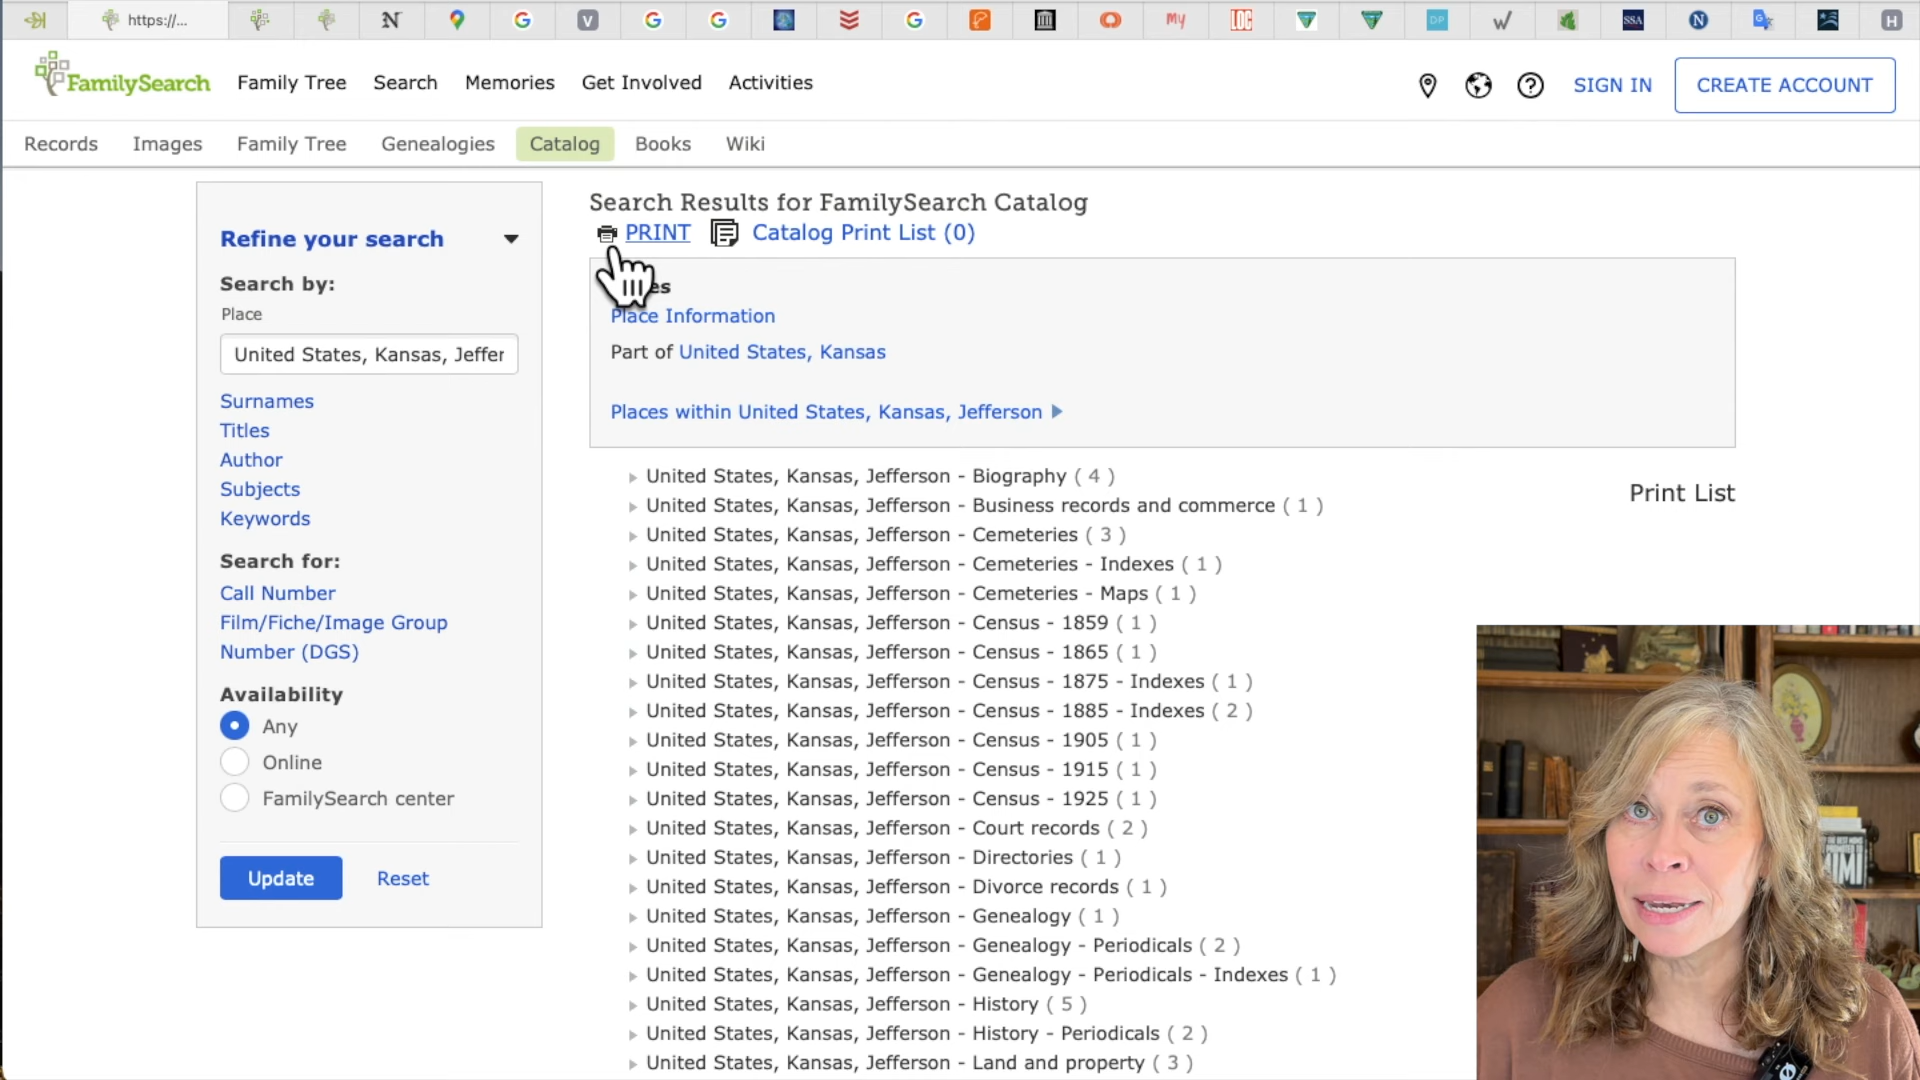 https://...
N
G
V
G
G
G
My
LOC
DP
SSA
N
H
FamilySearch
Family Tree
Search
Memories
Get Involved
Activities
SIGN IN
CREATE ACCOUNT
Records
Images
Family Tree
Genealogies
Catalog
Books
Wiki
Refine your search
Search by:
Place
United States, Kansas, Jeffer
Surnames
Titles
Author
Subjects
Keywords
Search for:
Call Number
Film/Fiche/Image Group
Number (DGS)
Availability
Any
Online
FamilySearch center
Update
Reset
Search Results for FamilySearch Catalog
PRINT
Catalog Print List (0)
Place Information
Part of United States, Kansas
Places within United States, Kansas, Jefferson
United States, Kansas, Jefferson - Biography ( 4 )
Print List
United States, Kansas, Jefferson - Business records and commerce ( 1 )
United States, Kansas, Jefferson - Cemeteries ( 3 )
United States, Kansas, Jefferson - Cemeteries - Indexes ( 1 )
United States, Kansas, Jefferson - Cemeteries - Maps ( 1 )
United States, Kansas, Jefferson - Census - 1859 ( 1 )
United States, Kansas, Jefferson - Census - 1865 ( 1 )
United States, Kansas, Jefferson - Census - 1875 - Indexes ( 1 )
United States, Kansas, Jefferson - Census - 1885 - Indexes ( 2 )
United States, Kansas, Jefferson - Census - 1905 ( 1 )
United States, Kansas, Jefferson - Census - 1915 ( 1 )
United States, Kansas, Jefferson - Census - 1925 ( 1 )
United States, Kansas, Jefferson - Court records ( 2 )
United States, Kansas, Jefferson - Directories ( 1 )
United States, Kansas, Jefferson - Divorce records ( 1 )
United States, Kansas, Jefferson - Genealogy ( 1 )
United States, Kansas, Jefferson - Genealogy - Periodicals ( 2 )
United States, Kansas, Jefferson - Genealogy - Periodicals - Indexes ( 1 )
United States, Kansas, Jefferson - History ( 5 )
United States, Kansas, Jefferson - History - Periodicals ( 2 )
United States, Kansas, Jefferson - Land and property ( 3 )